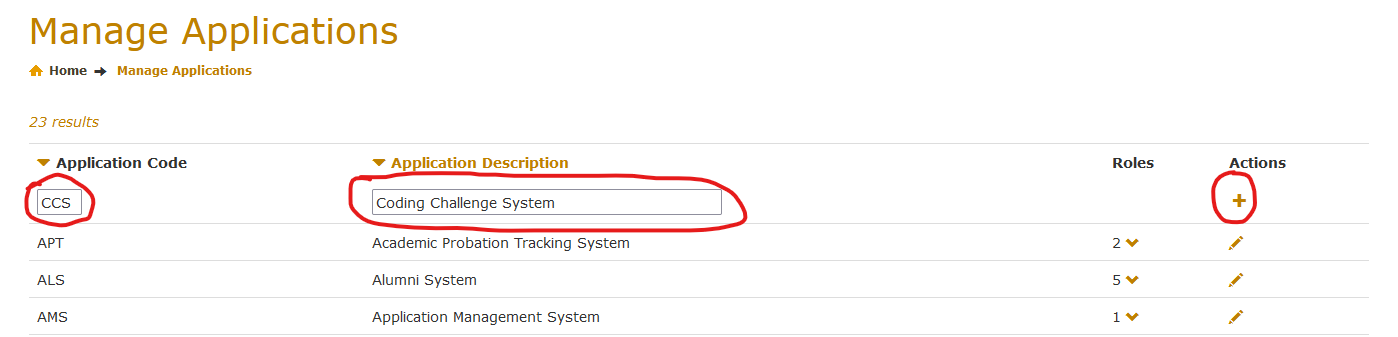 Manage Applications
Home Manage Applications
23 results
Application Code Application Description Roles Actions
CCS Coding Challenge System
APT Academic Probation Tracking System 2
ALS Alumni System 5
AMS Application Management System 1